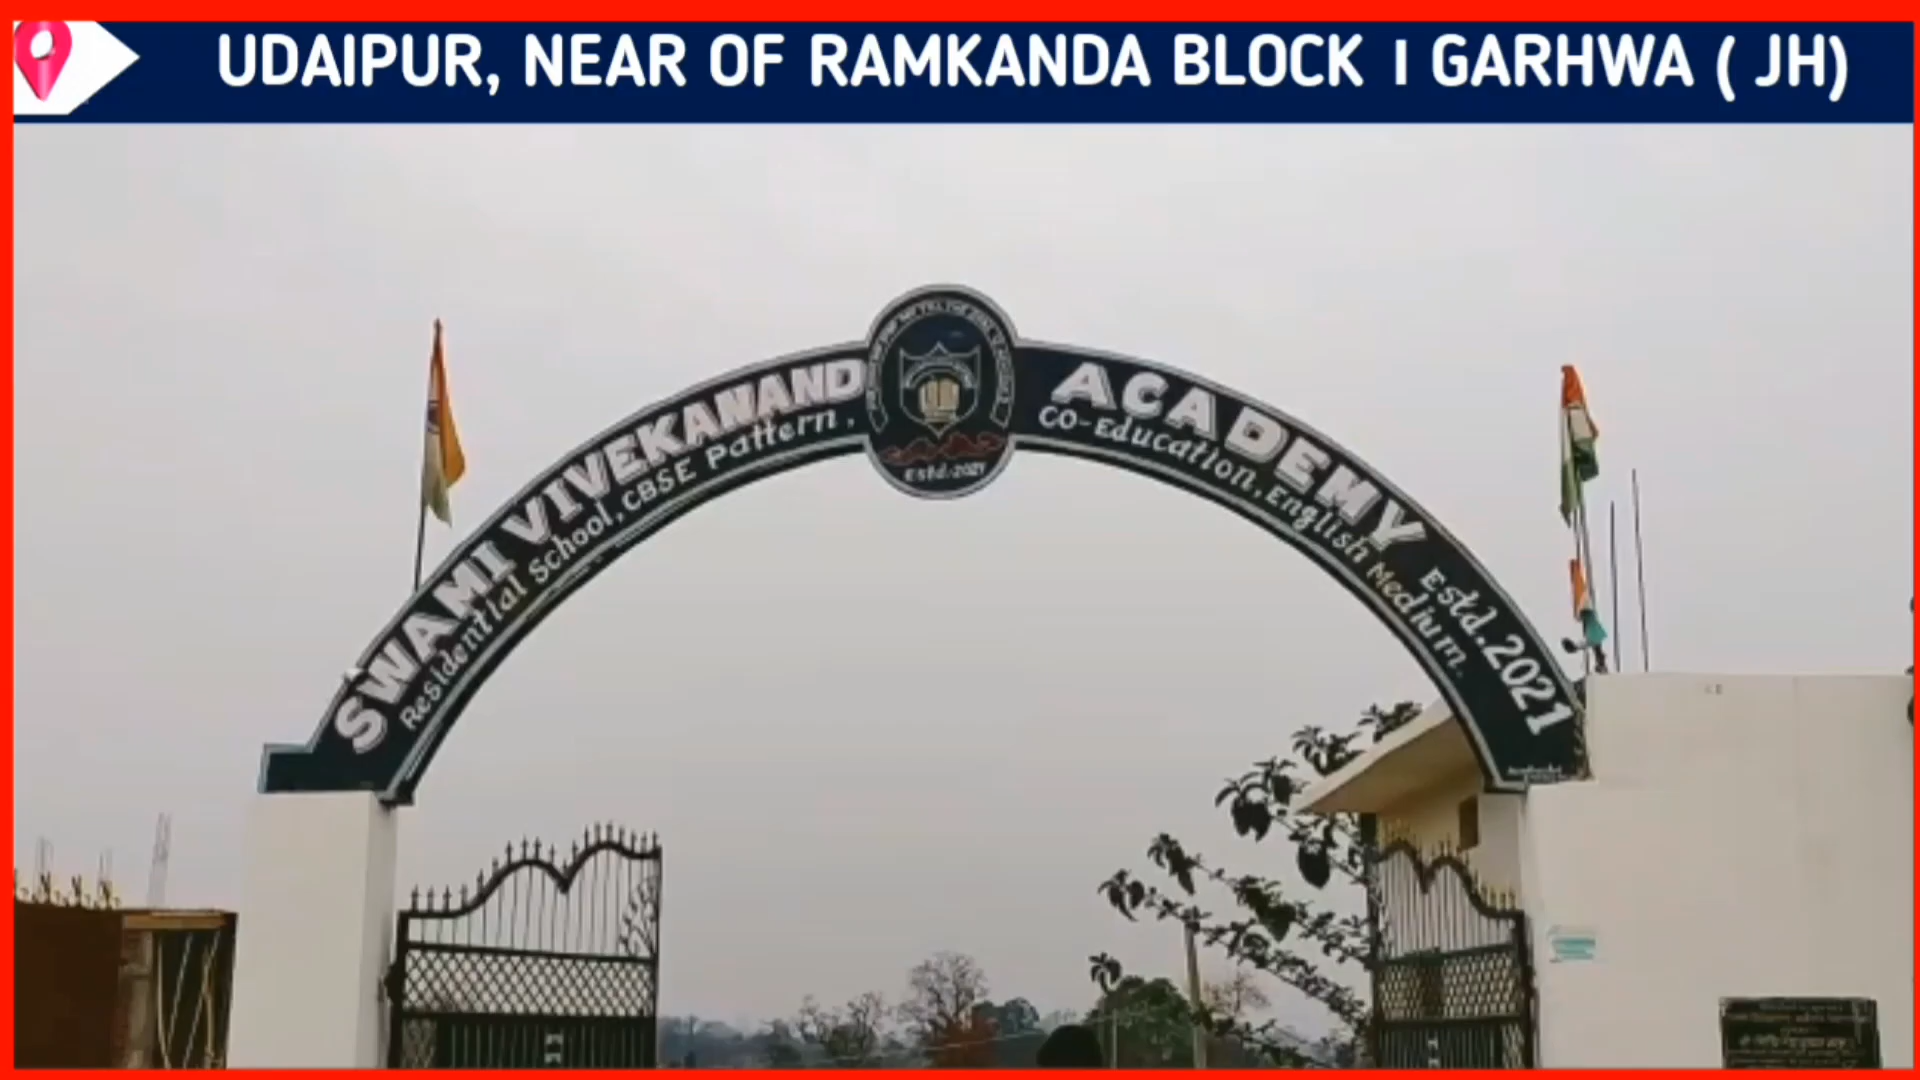 UDAIPUR, NEAR OF RAMKANDA BLOCK | GARHWA ( JH)
SWAMI VIVEKANAND ACADEMY Estd. 2021
Residential School, CBSE Pattern, CO-Education, English Medium.
Estd.-2021